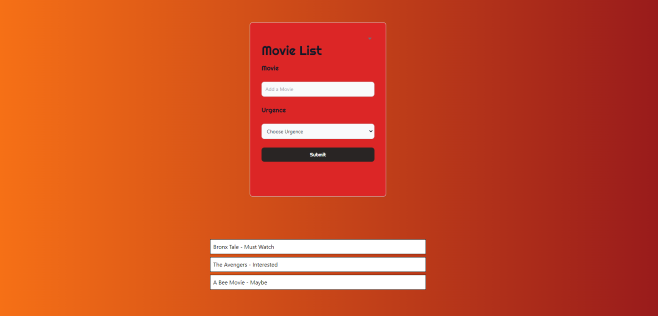 Movie List
Movie
Add a Movie
Urgence
Choose Urgence
Submit
Bronx Tale - Must Watch
The Avengers - Interested
A Bee Movie - Maybe